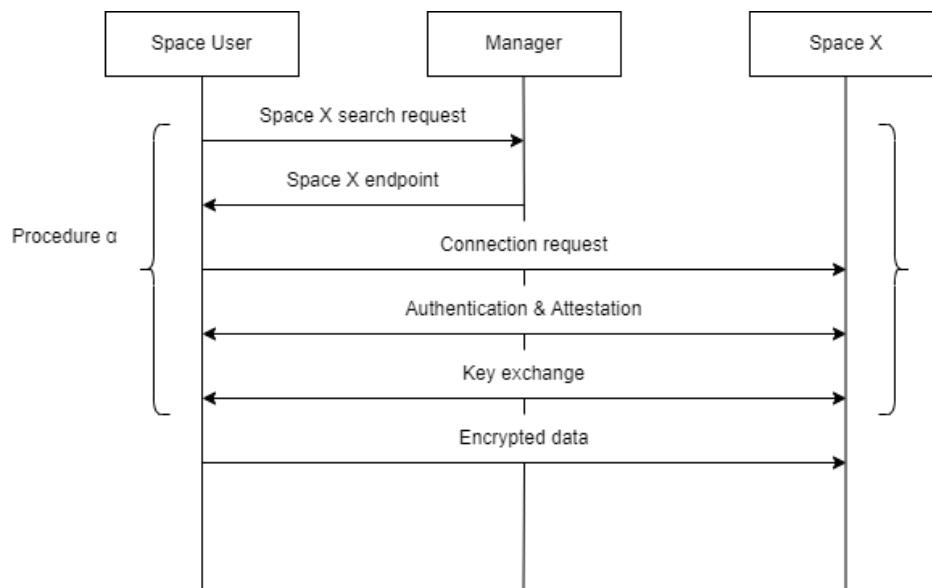 Space User
Manager
Space X
Space X search request
Space X endpoint
Procedure α
Connection request
Authentication & Attestation
Key exchange
Encrypted data